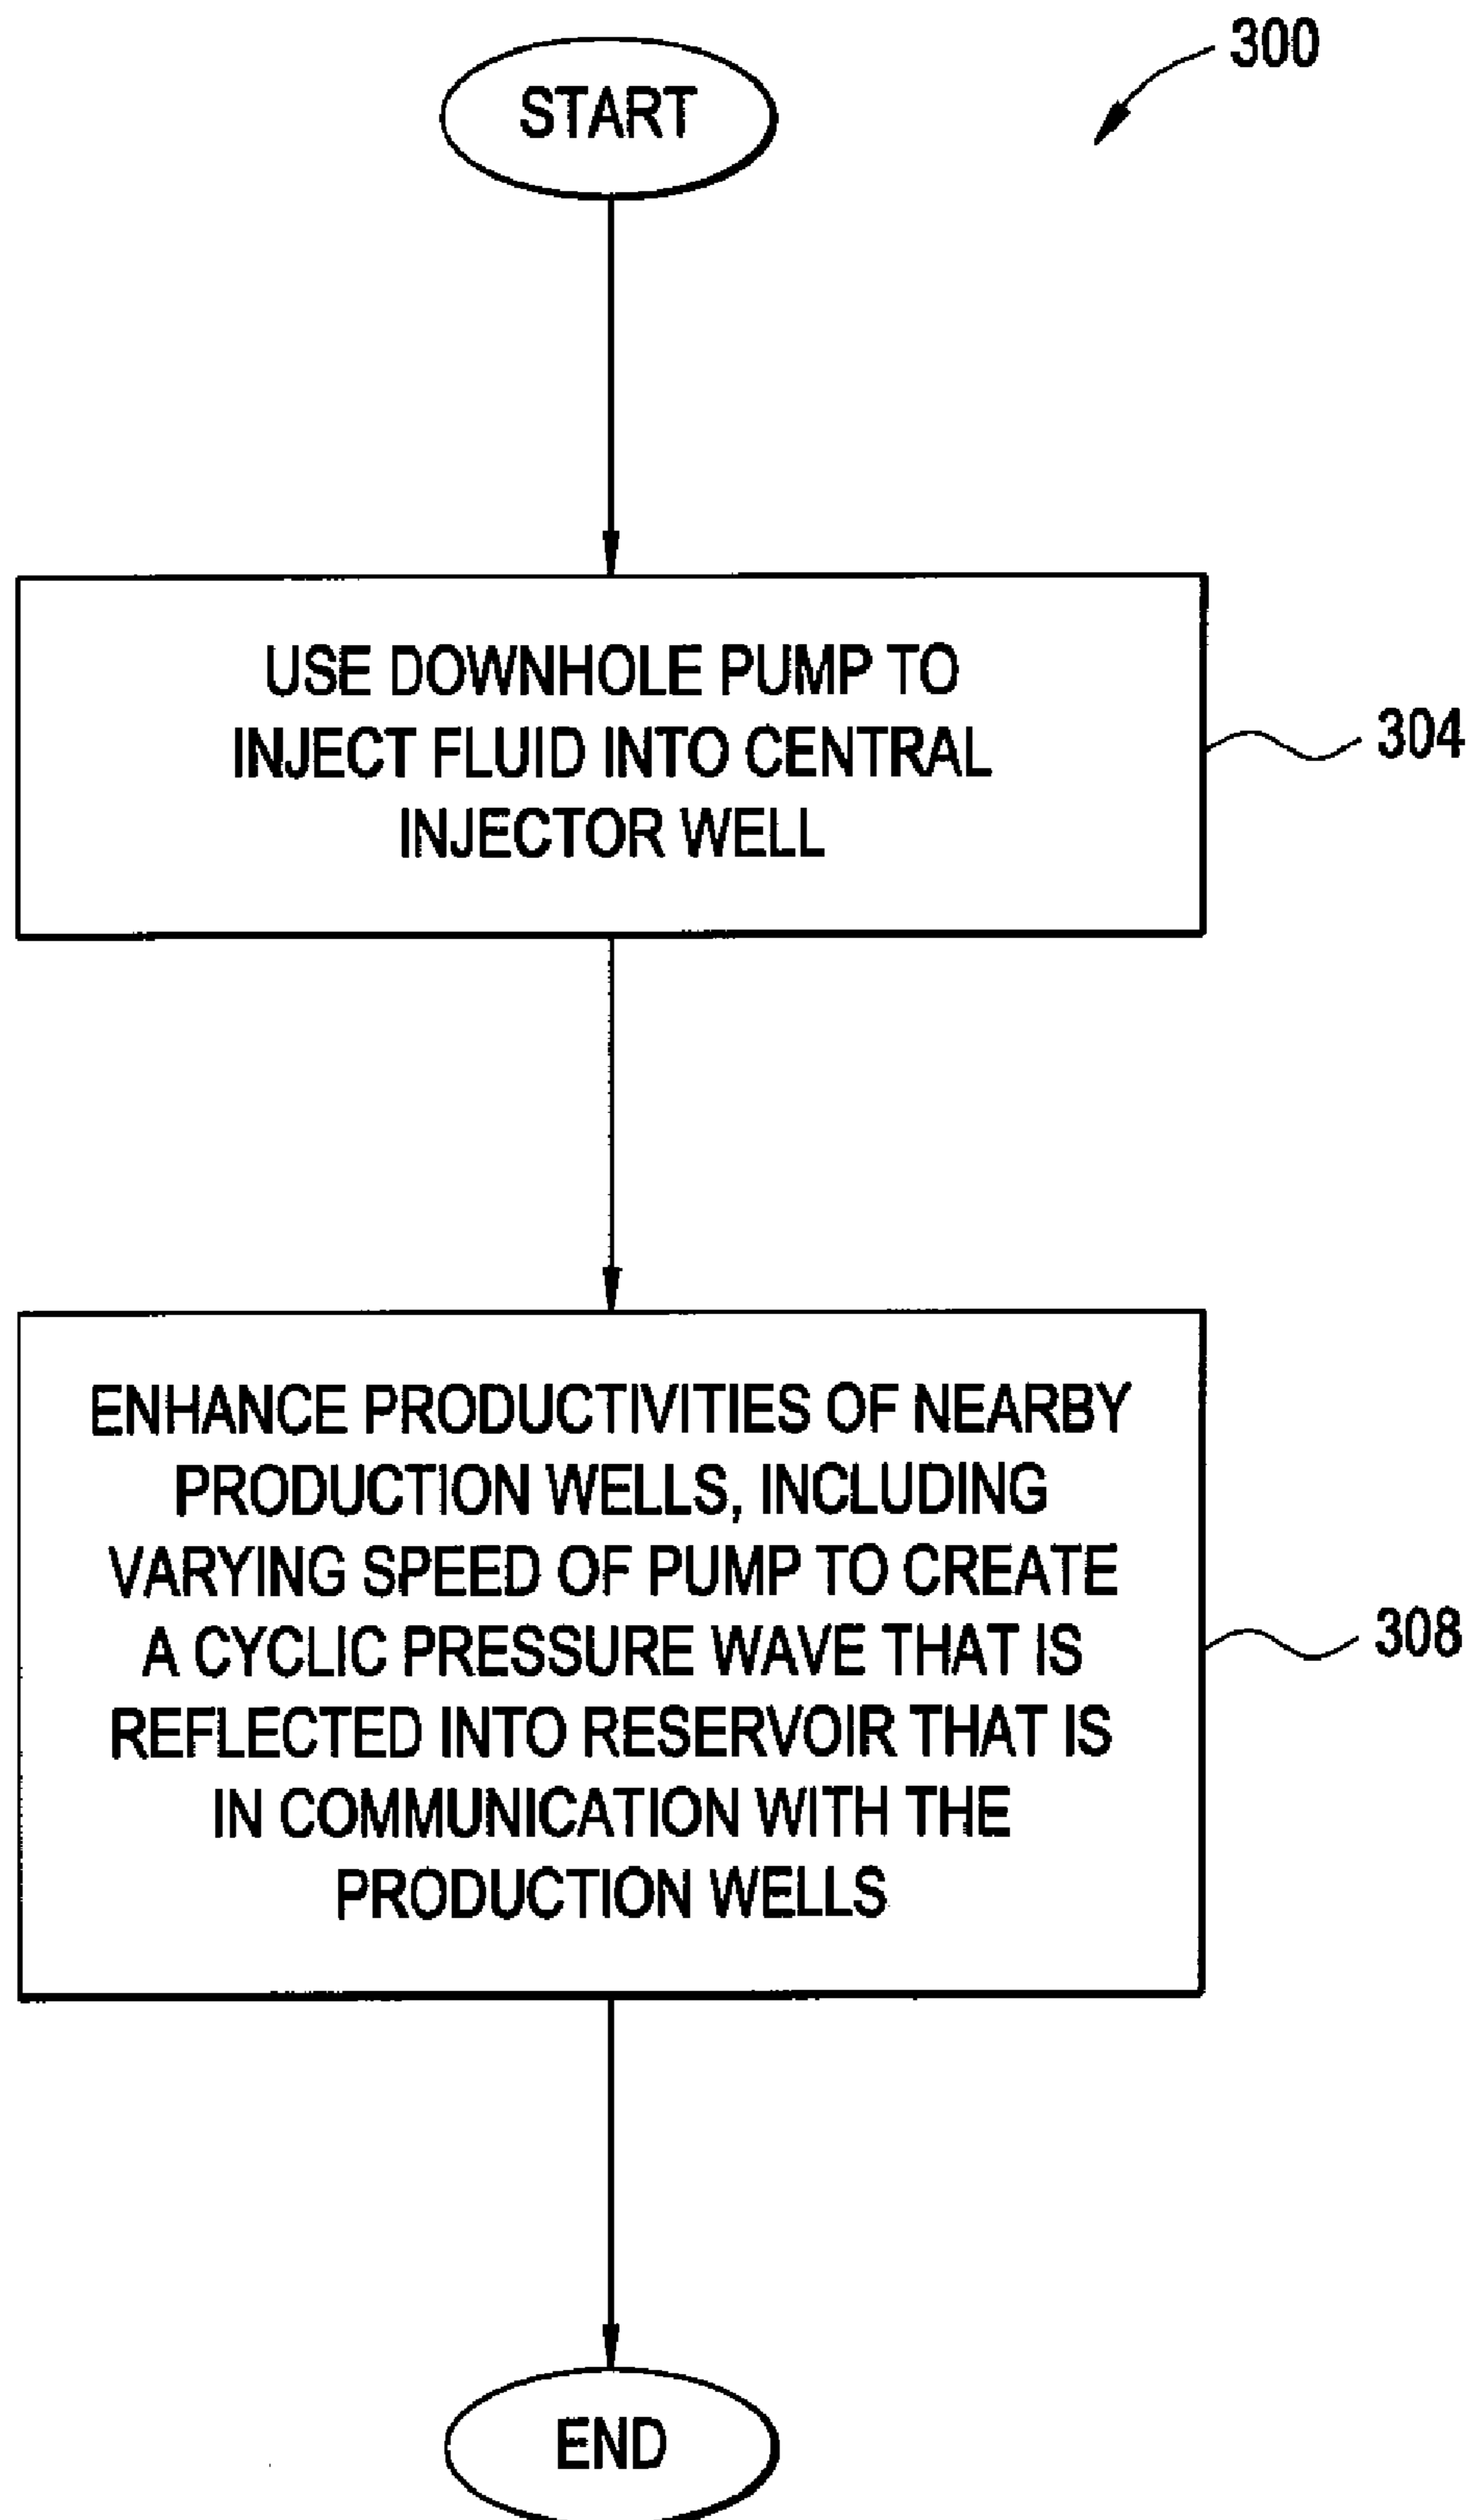 300
START
USE DOWNHOLE PUMP TO
INJECT FLUID INTO CENTRAL
INJECTOR WELL
304
ENHANCE PRODUCTIVITIES OF NEARBY
PRODUCTION WELLS, INCLUDING
VARYING SPEED OF PUMP TO CREATE
A CYCLIC PRESSURE WAVE THAT IS
REFLECTED INTO RESERVOIR THAT IS
IN COMMUNICATION WITH THE
PRODUCTION WELLS
308
END